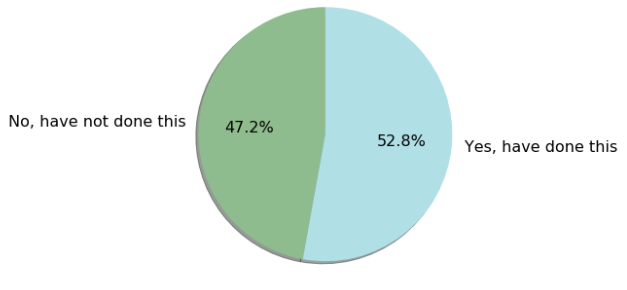 No, have not done this
47.2%
52.8%
Yes, have done this